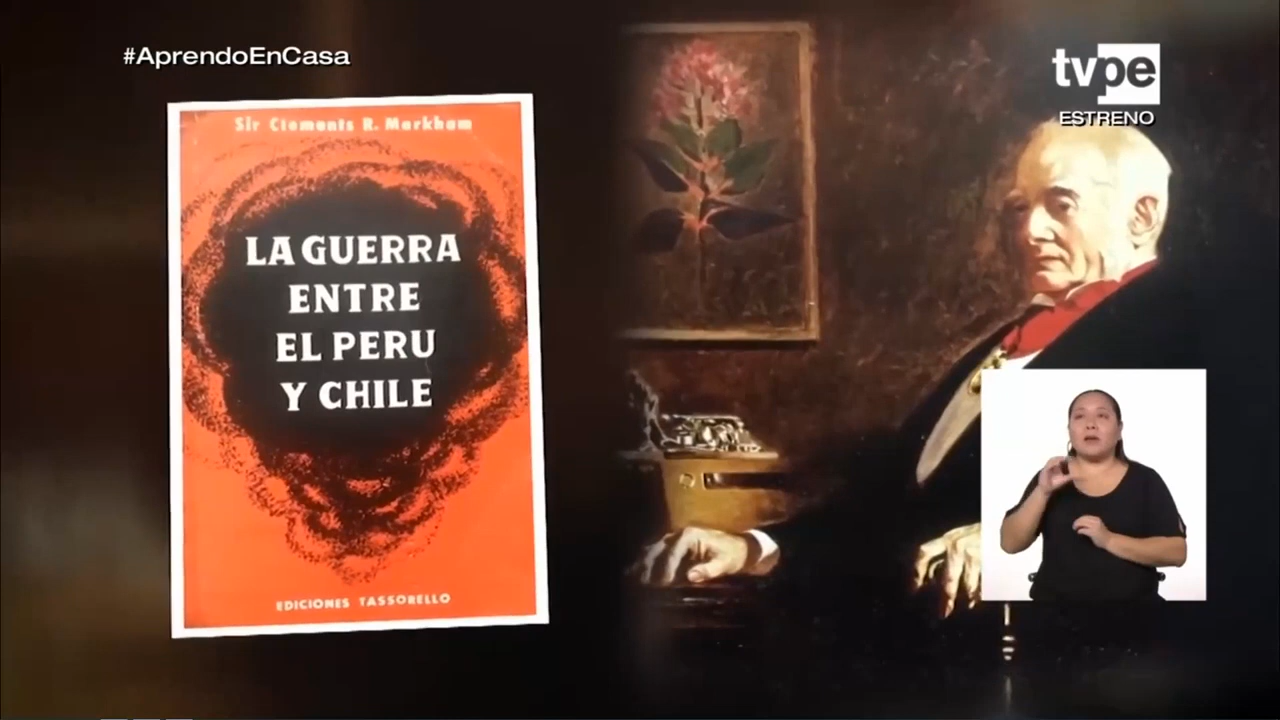 #AprendoEnCasa
tvpe
ESTRENO
Sir Clements R. Markham
LA GUERRA
ENTRE
EL PERU
Y CHILE
EDICIONES TASSORELLO